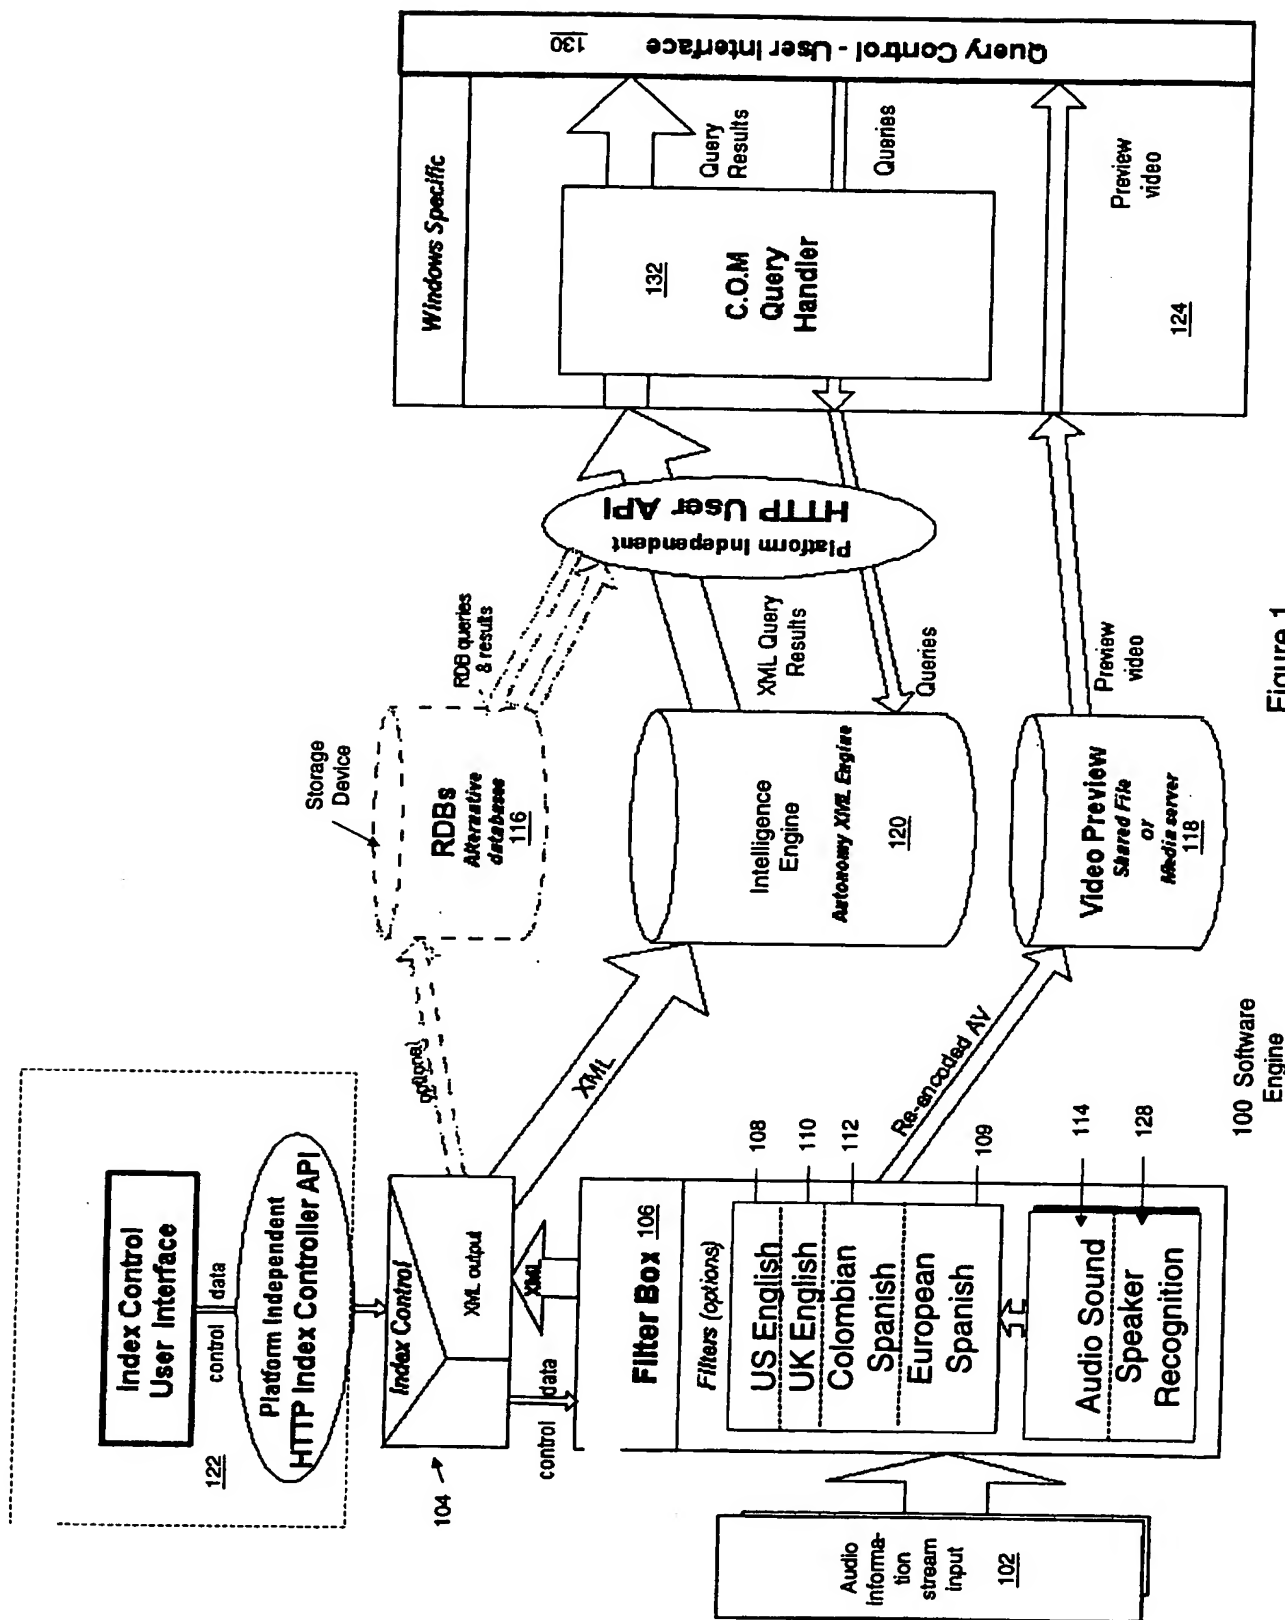 Index Control
User Interface
control
data
122
Platform Independent
HTTP Index Controller API
104
Index Control
XML output
control
data
XML
Optional
XML
Storage
Device
RDBs
Alternative
databases
116
RDB queries
& results
Filter Box 106
Filters (options)
US English
UK English
Colombian
Spanish
European
Spanish
108
110
112
109
Audio Sound
Speaker
Recognition
114
128
Audio
informa-
tion
stream
input
102
Re-encoded AV
Intelligence
Engine
Autonomy XML Engine
120
XML Query
Results
Queries
Video Preview
Shared File
or
Media server
118
Preview
video
Platform Independent
HTTP User API
Windows Specific
132
C.O.M
Query
Handler
Query
Results
Queries
Preview
video
124
Query Control - User Interface
130
100 Software
Engine
Figure 1